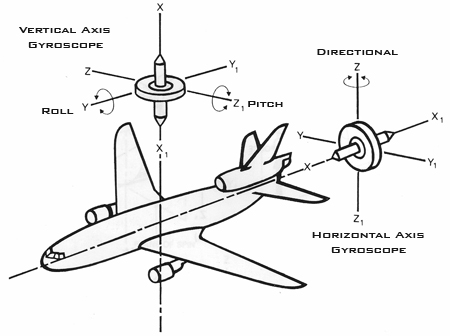 X
Vertical Axis
Gyroscope
Z
Y1
Roll
Y
Z1
Pitch
X1
Directional
Z
X1
Y
X
Y1
Z1
Horizontal Axis
Gyroscope